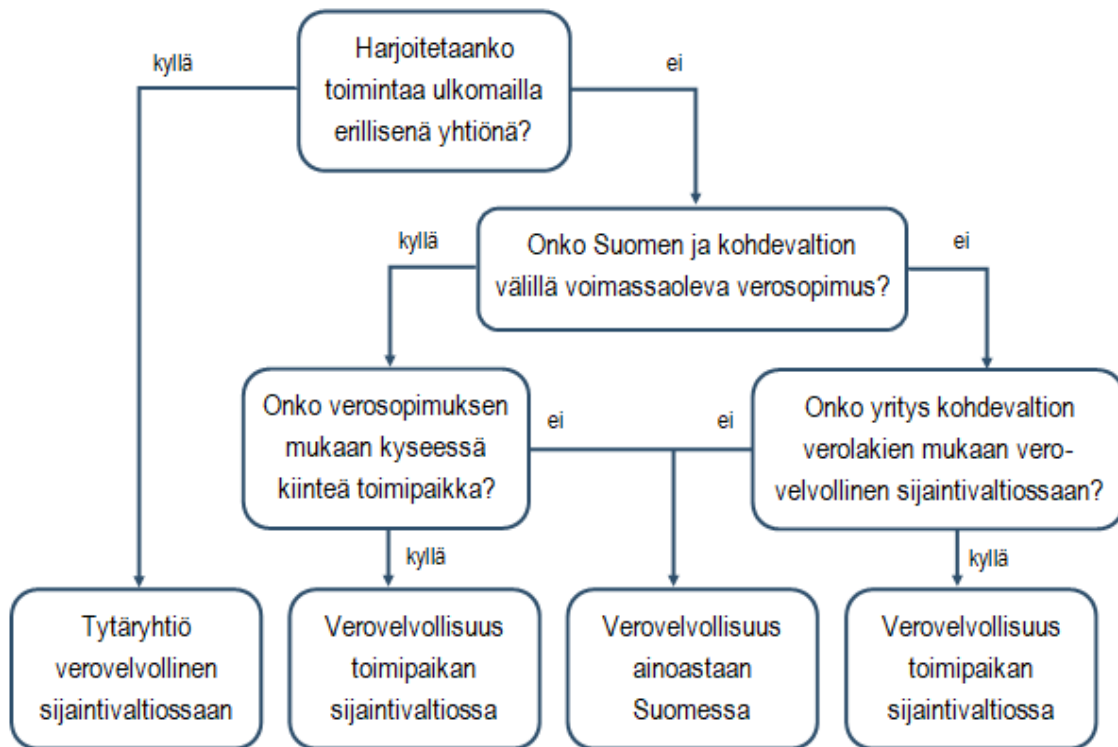 Harjoitetaanko
toimintaa ulkomailla
erillisenä yhtiönä?
kyllä
ei
Onko Suomen ja kohdevaltion
välillä voimassaoleva verosopimus?
kyllä
ei
Onko verosopimuksen
mukaan kyseessä
kiinteä toimipaikka?
ei
ei
Onko yritys kohdevaltion
verolakien mukaan vero-
velvollinen sijaintivaltiossaan?
kyllä
kyllä
Tytäryhtiö
verovelvollinen
sijaintivaltiossaan
Verovelvollisuus
toimipaikan
sijaintivaltiossa
Verovelvollisuus
ainoastaan
Suomessa
Verovelvollisuus
toimipaikan
sijaintivaltiossa